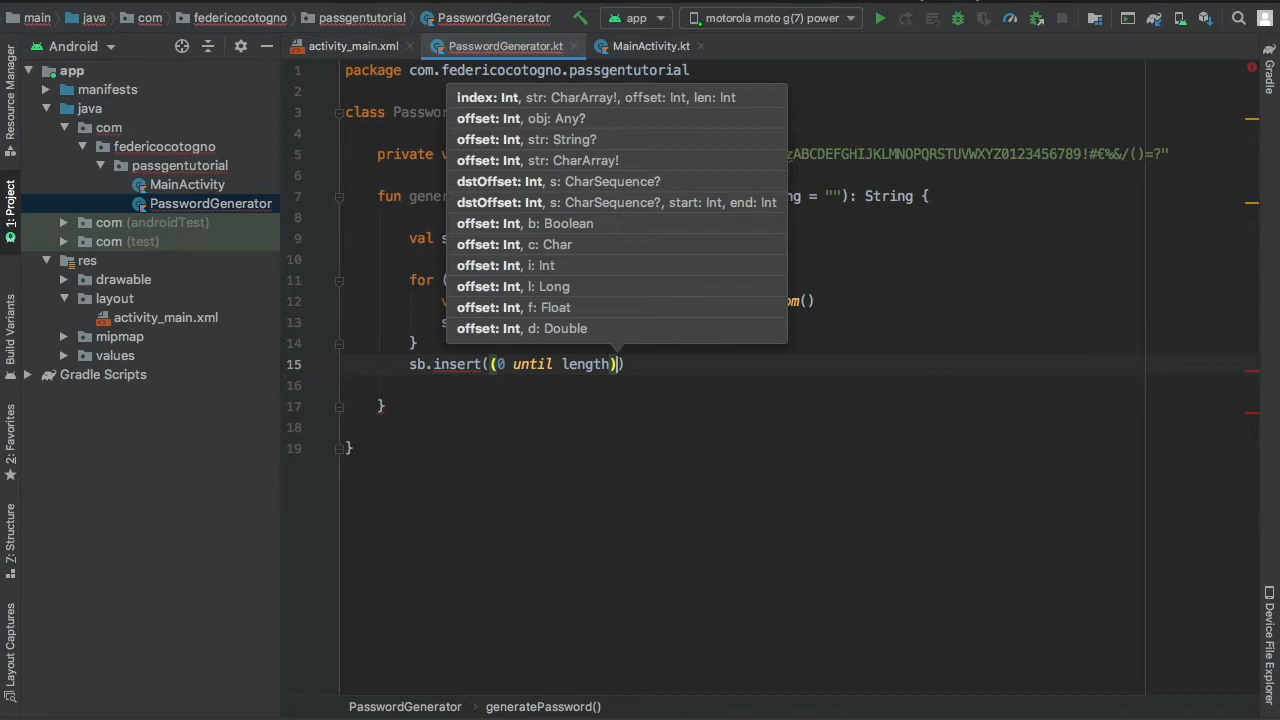 main
java
com
federicocotogno
passgentutorial
PasswordGenerator
app
motorola moto g(7) power
Android
activity_main.xml
PasswordGenerator.kt
MainActivity.kt
Resource Manager
1: Project
Build Variants
2: Favorites
7: Structure
Layout Captures
app
manifests
java
com
federicocotogno
passgentutorial
MainActivity
PasswordGenerator
com (androidTest)
com (test)
res
drawable
layout
activity_main.xml
mipmap
values
Gradle Scripts
1 package com.federicocotogno.passgentutorial
2
3 class Passw
4
5 private v zABCDEFGHIJKLMNOPQRSTUVWXYZ0123456789!#€%&/()=?"
6
7 fun gene ng = ""): String {
8
9 val s
10
11 for (
12 v om()
13 s
14 }
15 sb.insert((0 until length))
16
17 }
18
19 }
index: Int, str: CharArray!, offset: Int, len: Int
offset: Int, obj: Any?
offset: Int, str: String?
offset: Int, str: CharArray!
dstOffset: Int, s: CharSequence?
dstOffset: Int, s: CharSequence?, start: Int, end: Int
offset: Int, b: Boolean
offset: Int, c: Char
offset: Int, i: Int
offset: Int, l: Long
offset: Int, f: Float
offset: Int, d: Double
Gradle
Device File Explorer
PasswordGenerator
generatePassword()